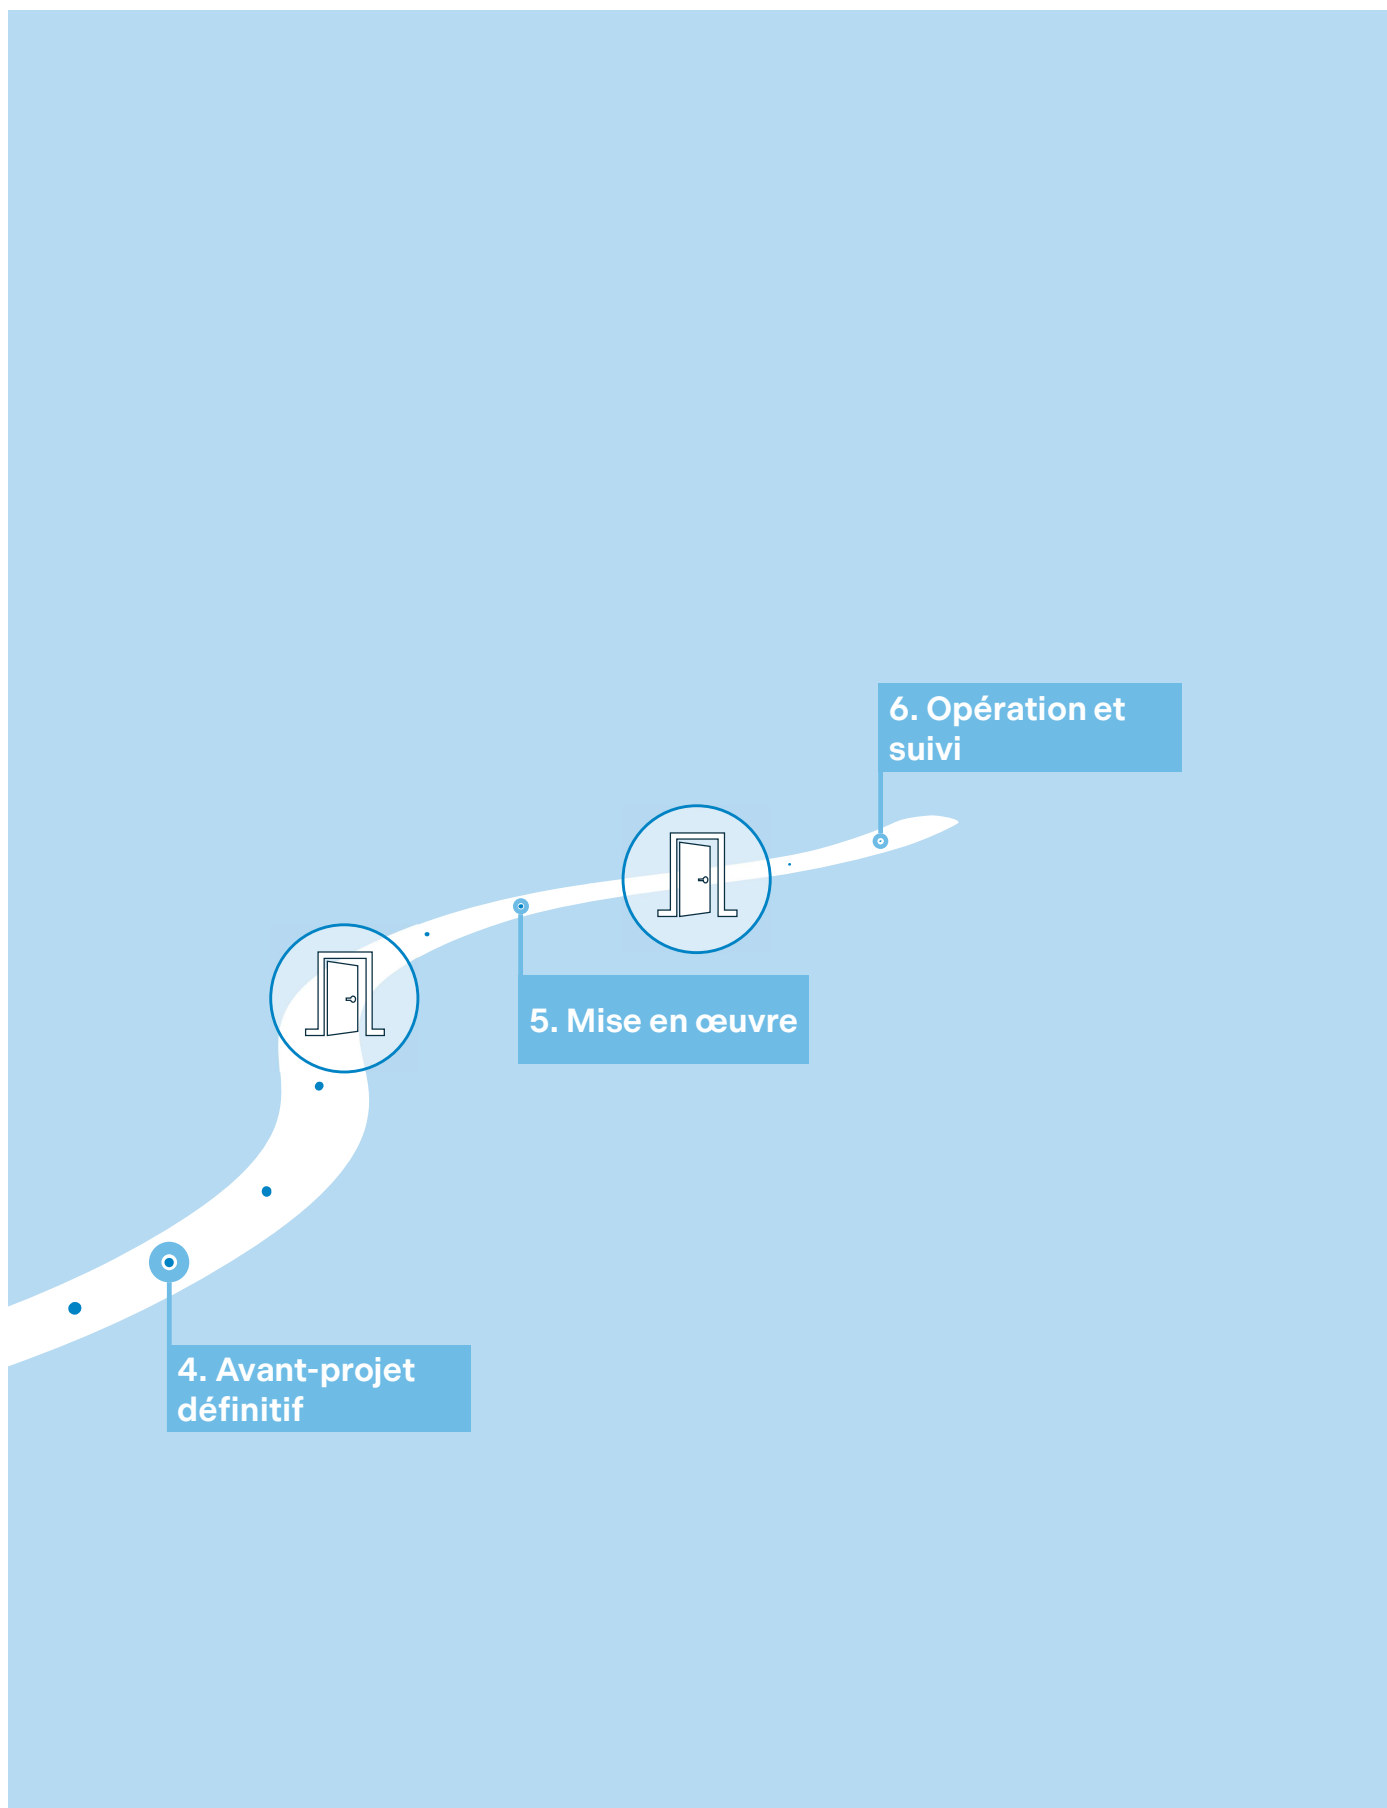 6. Opération et
suivi
5. Mise en œuvre
4. Avant-projet
définitif